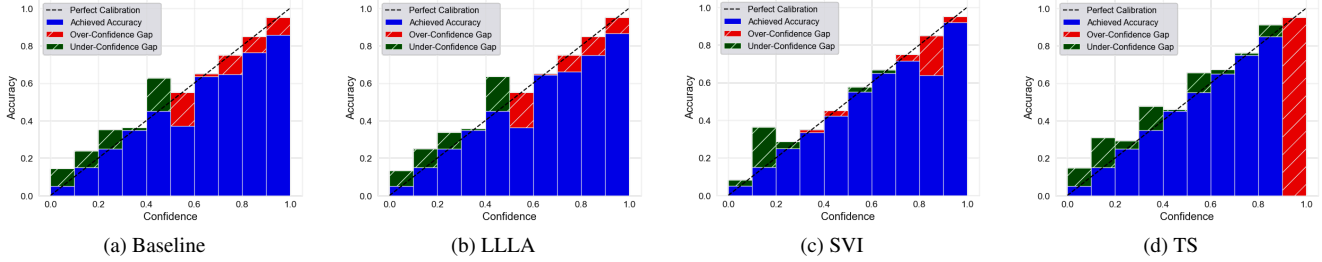 Perfect Calibration
Achieved Accuracy
Over-Confidence Gap
Under-Confidence Gap
Accuracy
1.0
0.8
0.6
0.4
0.2
0.0
0.0 0.2 0.4 0.6 0.8 1.0
Confidence
(a) Baseline
Perfect Calibration
Achieved Accuracy
Over-Confidence Gap
Under-Confidence Gap
Accuracy
1.0
0.8
0.6
0.4
0.2
0.0
0.0 0.2 0.4 0.6 0.8 1.0
Confidence
(b) LLLA
Perfect Calibration
Achieved Accuracy
Over-Confidence Gap
Under-Confidence Gap
Accuracy
1.0
0.8
0.6
0.4
0.2
0.0
0.0 0.2 0.4 0.6 0.8 1.0
Confidence
(c) SVI
Perfect Calibration
Achieved Accuracy
Over-Confidence Gap
Under-Confidence Gap
Accuracy
1.0
0.8
0.6
0.4
0.2
0.0
0.0 0.2 0.4 0.6 0.8 1.0
Confidence
(d) TS